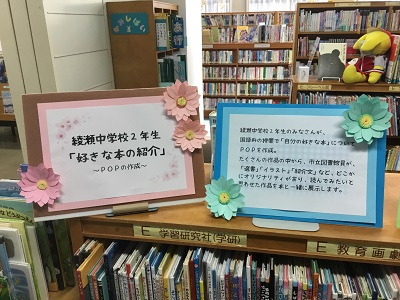 綾瀬中学校2年生
「好きな本の紹介」
～POPの作成～
綾瀬中学校2年生のみなさんが、
国語科の授業で「自分の好きな本」について
POPを作成。
たくさんの作品の中から、市立図書館員が、
「選書」「イラスト」「紹介文」など、どこか
にオリジナリティがあり、読んでみたいと
思わせた作品を本と一緒に展示します。
E 学習研究社(学研)
E 教育画劇